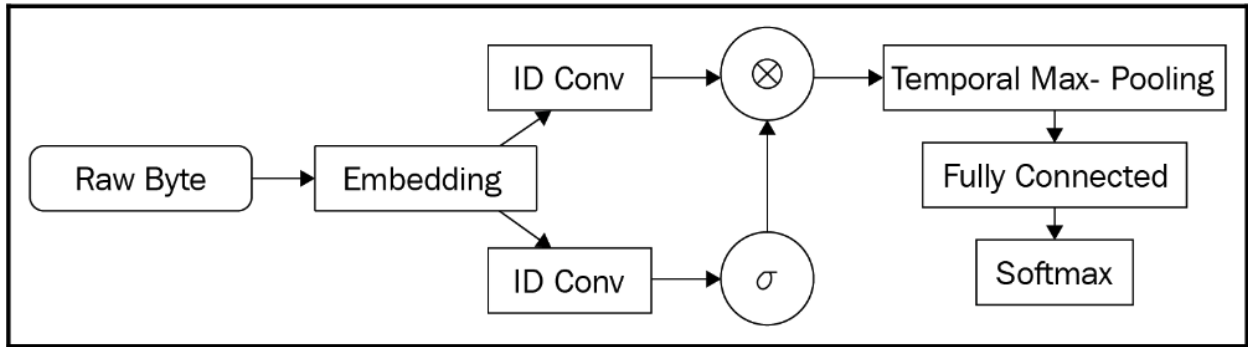 ID Conv
⊗
Temporal Max- Pooling
Raw Byte
Embedding
Fully Connected
ID Conv
σ
Softmax